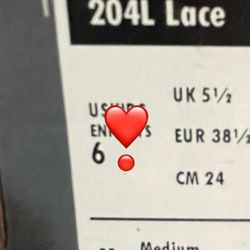 204L Lace
UK 5½
EUR 38½
6
CM 24
Medium